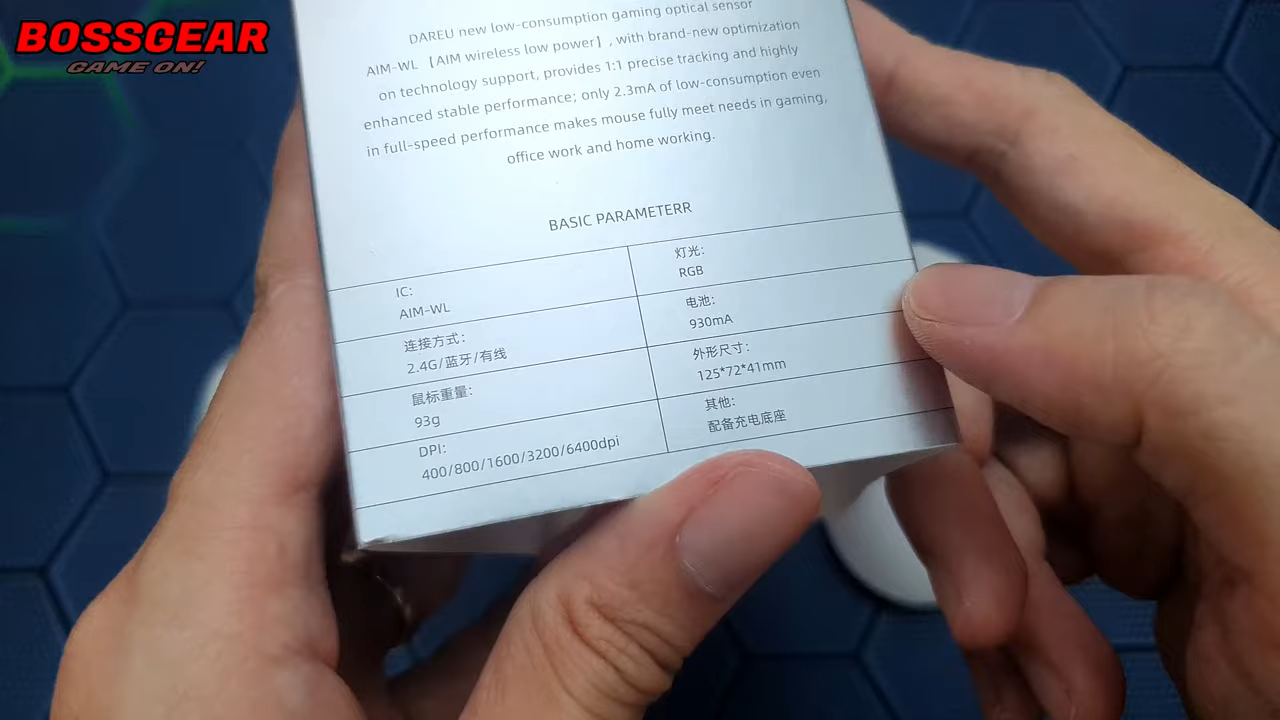 BOSSGEAR
GAME ON!
DAREU new low-consumption gaming optical sensor
AIM-WL【AIM wireless low power】, with brand-new optimization
on technology support, provides 1:1 precise tracking and highly
enhanced stable performance; only 2.3mA of low-consumption even
in full-speed performance makes mouse fully meet needs in gaming,
office work and home working.
BASIC PARAMETERR
IC:
AIM-WL
灯光:
RGB
连接方式:
2.4G/蓝牙/有线
电池:
930mA
鼠标重量:
93g
外形尺寸:
125*72*41mm
DPI:
400/800/1600/3200/6400dpi
其他:
配备充电底座